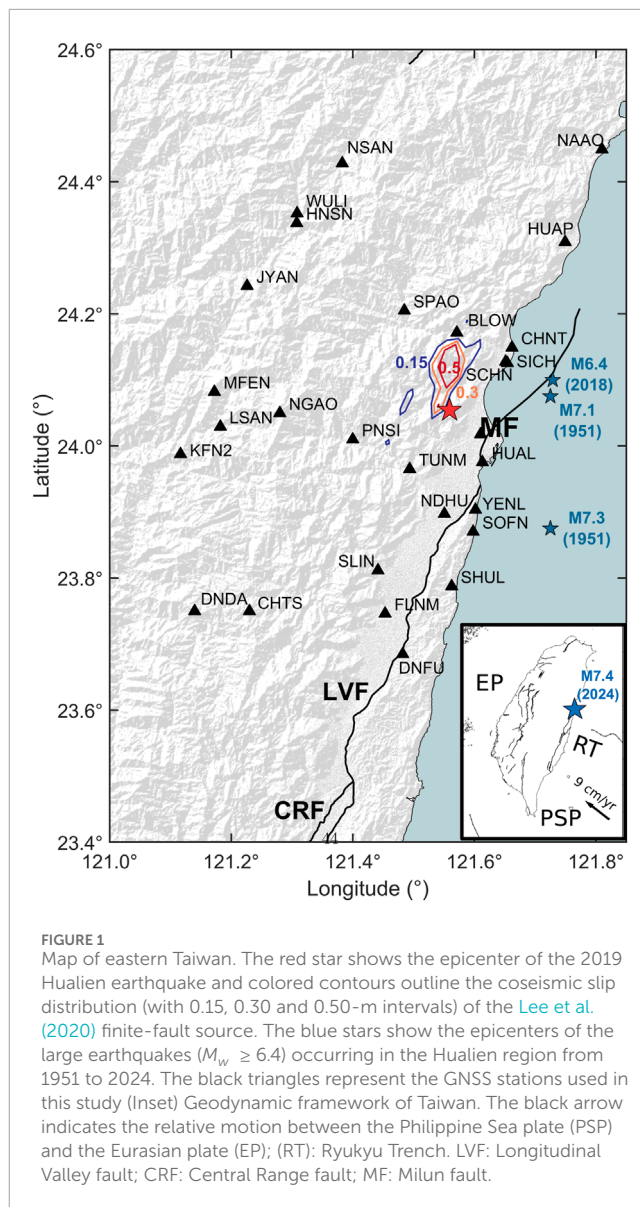 24.6°
24.4°
24.2°
24.0°
23.8°
23.6°
23.4°
Latitude (°)
121.0°
121.2°
121.4°
121.6°
121.8°
Longitude (°)
NAAO
NSAN
WULI
HNSN
HUAP
JYAN
SPAO
BLOW
CHNT
0.15
SICH
0.5
SCHN
M6.4
(2018)
MFEN
NGAO
0.3
M7.1
(1951)
LSAN
PNSI
MF
KFN2
TUNM
HUAL
NDHU
YENL
SOFN
M7.3
(1951)
SLIN
SHUL
DNDA
CHTS
FLNM
DNFU
LVF
CRF
M7.4
(2024)
EP
RT
9 cm/yr
PSP
FIGURE 1
Map of eastern Taiwan. The red star shows the epicenter of the 2019
Hualien earthquake and colored contours outline the coseismic slip
distribution (with 0.15, 0.30 and 0.50-m intervals) of the Lee et al.
(2020) finite-fault source. The blue stars show the epicenters of the
large earthquakes (Mw ≥ 6.4) occurring in the Hualien region from
1951 to 2024. The black triangles represent the GNSS stations used in
this study (Inset) Geodynamic framework of Taiwan. The black arrow
indicates the relative motion between the Philippine Sea plate (PSP)
and the Eurasian plate (EP); (RT): Ryukyu Trench. LVF: Longitudinal
Valley fault; CRF: Central Range fault; MF: Milun fault.